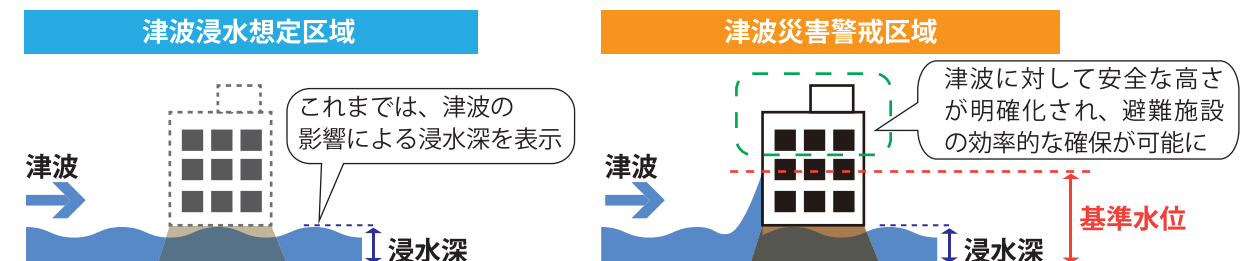 津波浸水想定区域
これまでは、津波の
影響による浸水深を表示
津波
浸水深
津波災害警戒区域
津波に対して安全な高さ
が明確化され、避難施設
の効率的な確保が可能に
津波
基準水位
浸水深